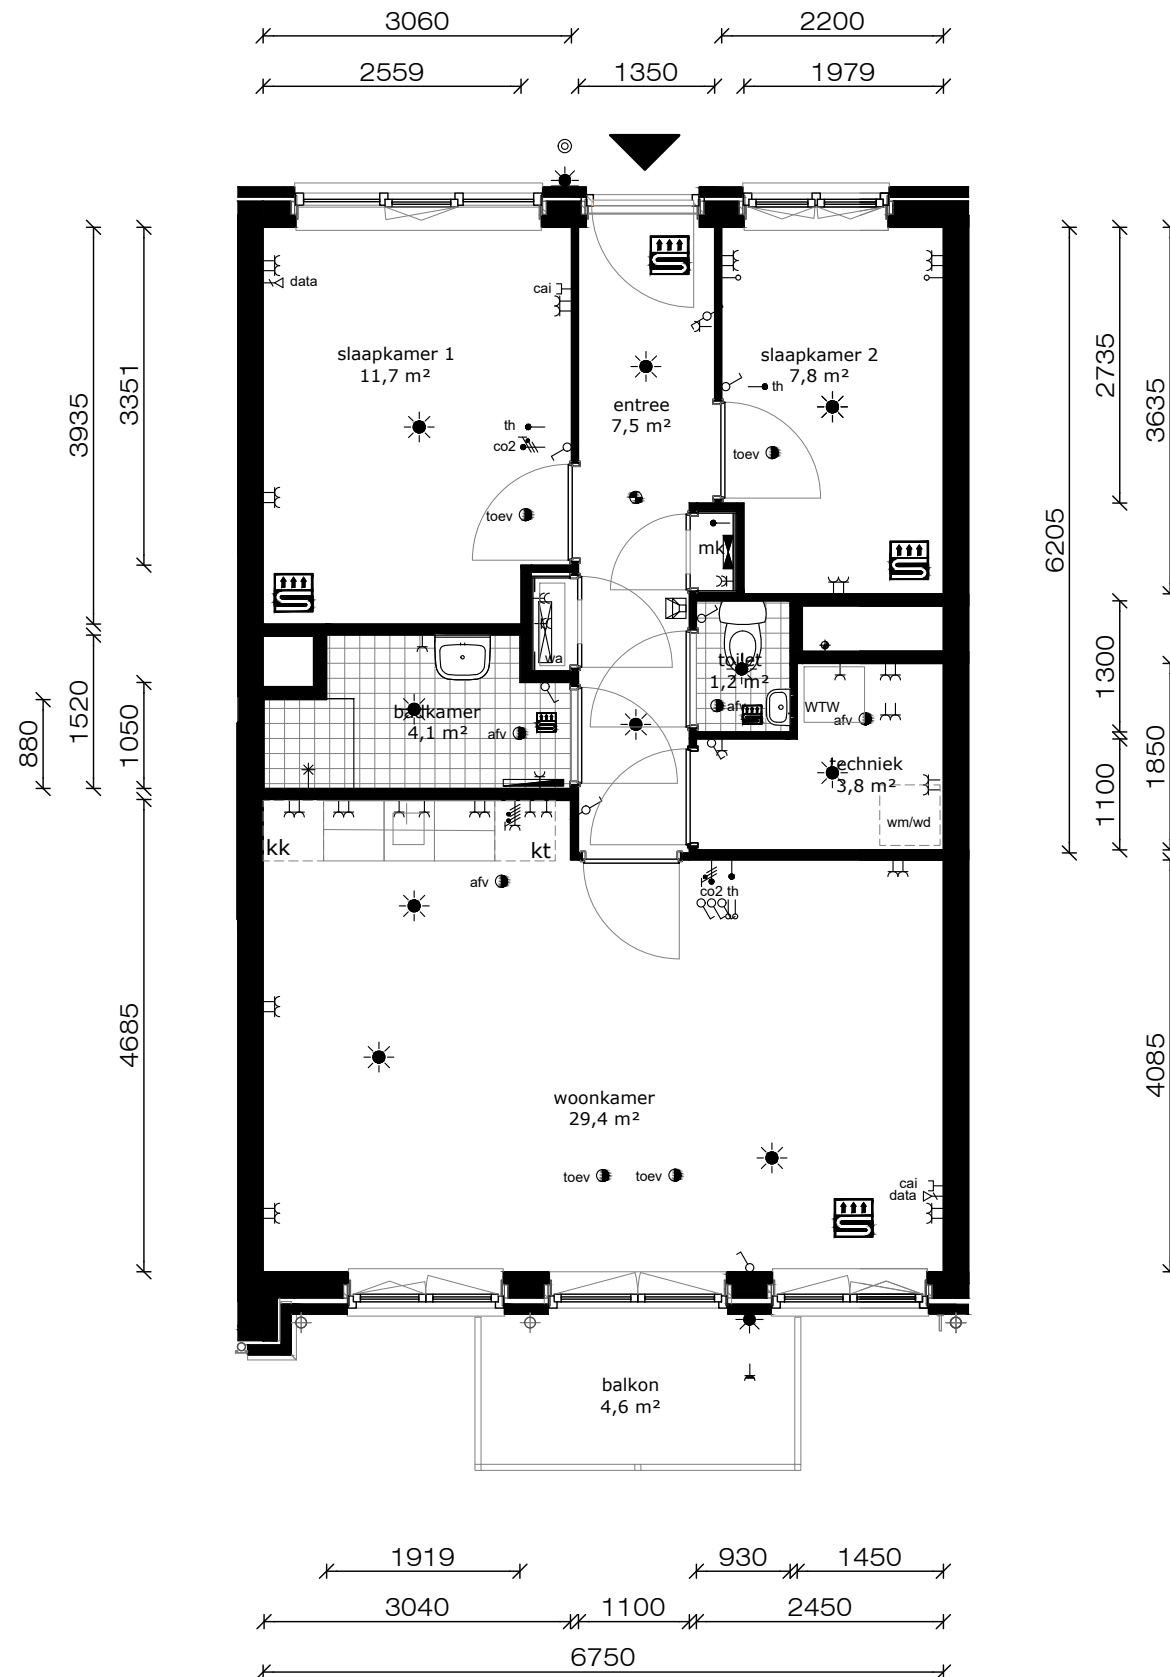 3060
2200
2559
1350
1979
data
cai
slaapkamer 1
11,7 m²
slaapkamer 2
7,8 m²
entree
7,5 m²
th
th
co2
toev
toev
mk
wa
toilet
1,2 m²
badkamer
4,1 m²
afv
afv
WTW
afv
techniek
3,8 m²
wm/wd
kk
kt
afv
co2 th
woonkamer
29,4 m²
toev
toev
cai
data
balkon
4,6 m²
3935
3351
880
1520
1050
4685
6205
2735
3635
1300
1100
1850
4085
1919
930
1450
3040
1100
2450
6750